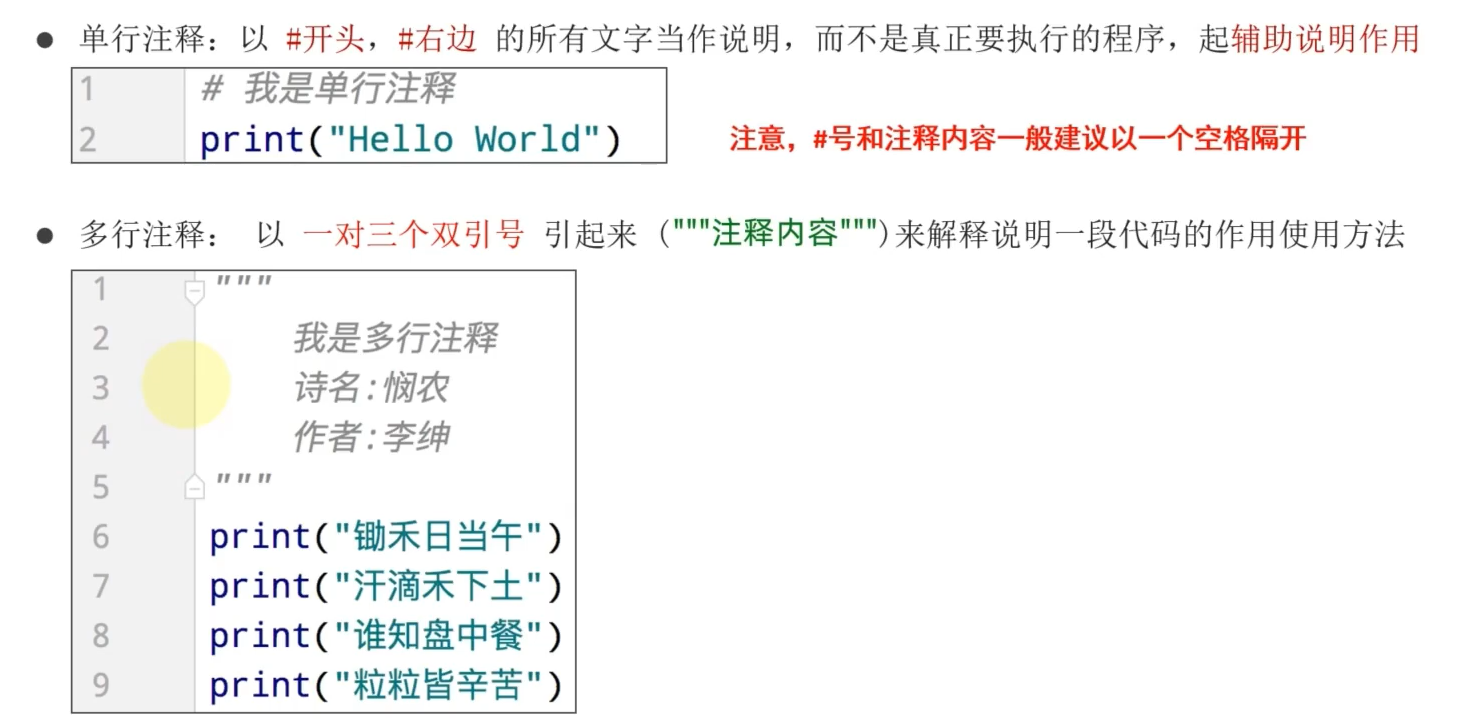 ● 单行注释：以 #开头，#右边 的所有文字当作说明，而不是真正要执行的程序，起辅助说明作用
1 # 我是单行注释
2 print("Hello World")
注意，#号和注释内容一般建议以一个空格隔开
● 多行注释： 以 一对三个双引号 引起来 ("""注释内容""")来解释说明一段代码的作用使用方法
1 """
2 我是多行注释
3 诗名:悯农
4 作者:李绅
5 """
6 print("锄禾日当午")
7 print("汗滴禾下土")
8 print("谁知盘中餐")
9 print("粒粒皆辛苦")